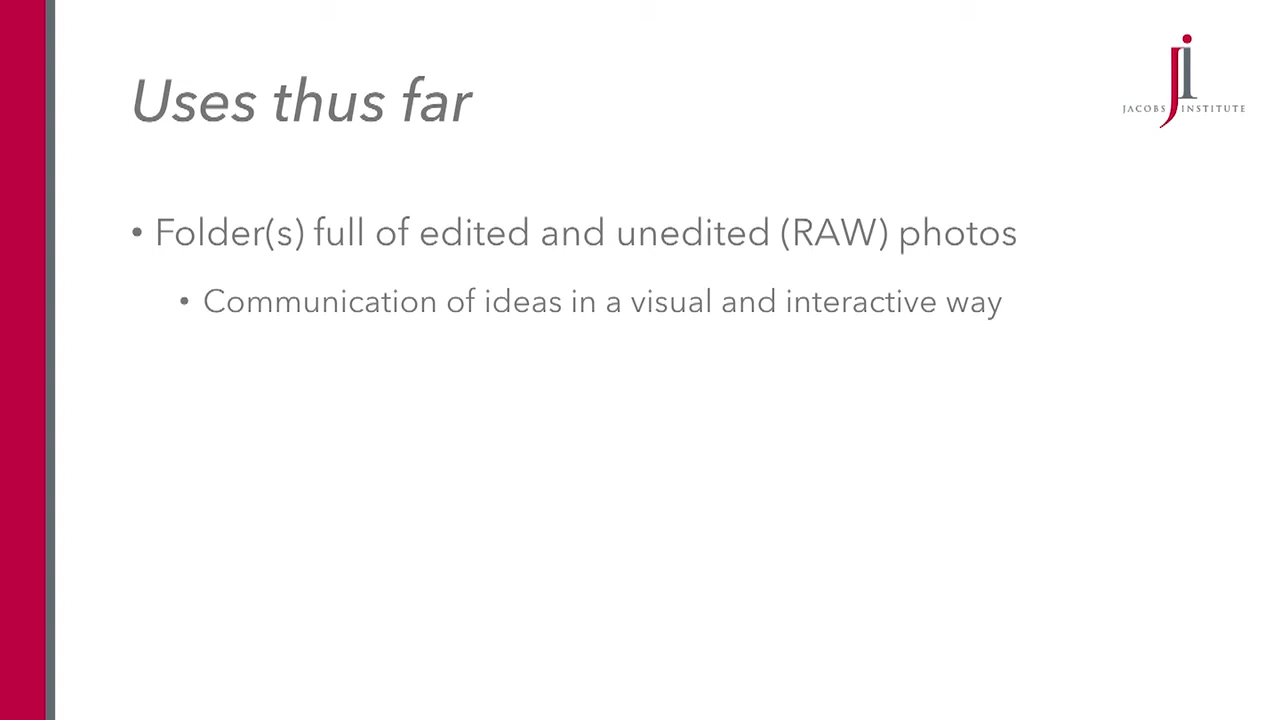 Uses thus far
JACOBS INSTITUTE
• Folder(s) full of edited and unedited (RAW) photos
• Communication of ideas in a visual and interactive way